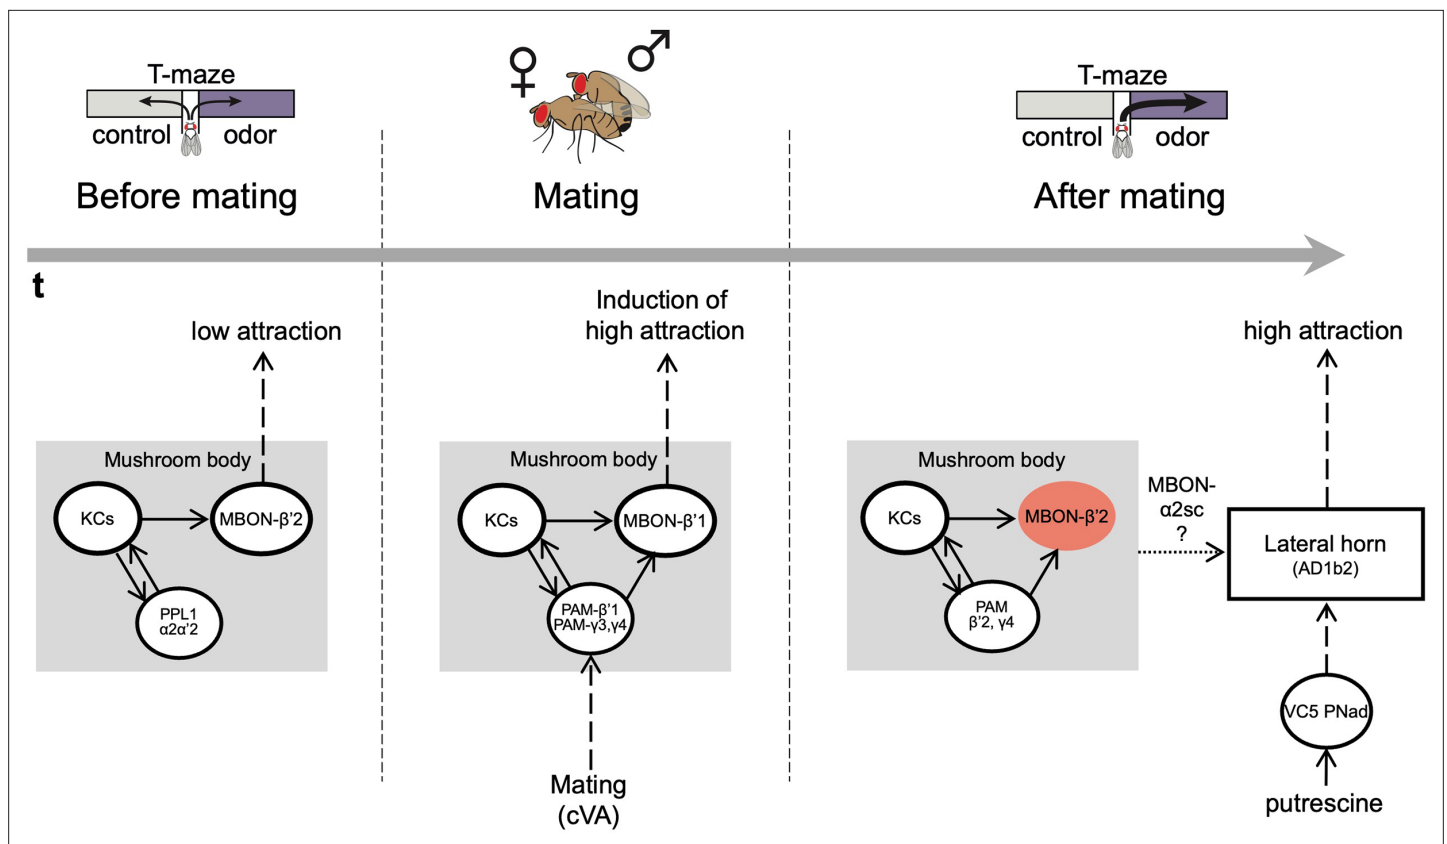 T-maze
control odor
Before mating
♀ ♂
Mating
T-maze
control odor
After mating
t
low attraction
Mushroom body
KCs
MBON-β’2
PPL1
α2α’2
Induction of
high attraction
Mushroom body
KCs
MBON-β’1
PAM-β’1
PAM-γ3,γ4
Mating
(cVA)
Mushroom body
KCs
MBON-β’2
PAM
β’2, γ4
MBON-
α2sc
?
high attraction
Lateral horn
(AD1b2)
VC5 PNad
putrescine